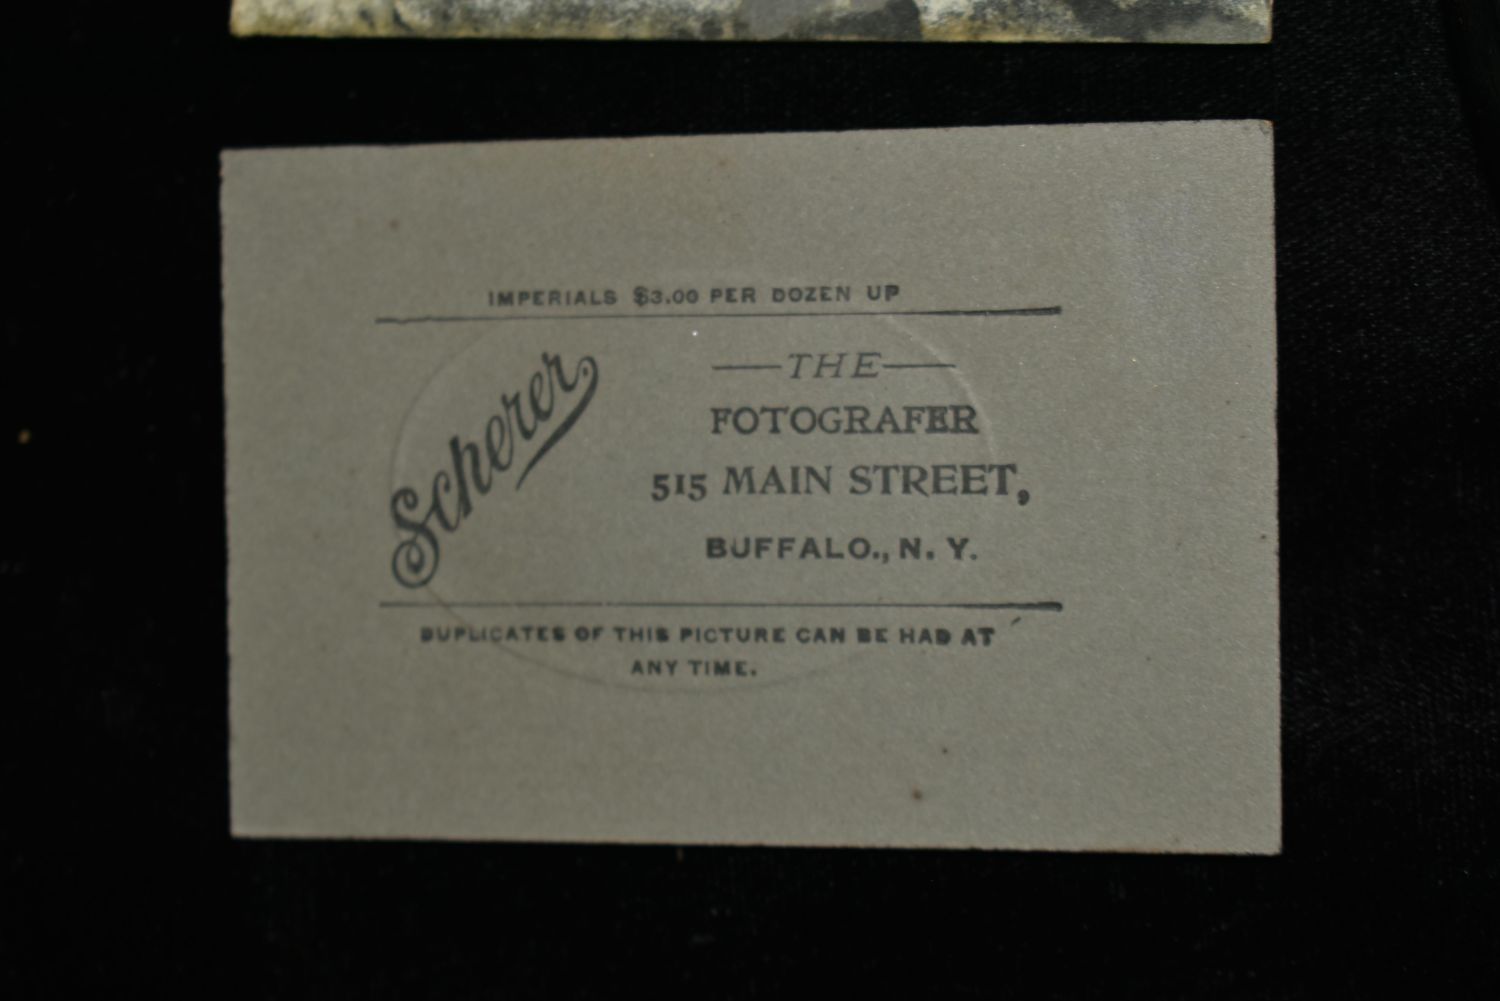 IMPERIALS $3.00 PER DOZEN UP
Scherer
THE
FOTOGRAFER
515 MAIN STREET,
BUFFALO., N. Y.
DUPLICATES OF THIS PICTURE CAN BE HAD AT
ANY TIME.